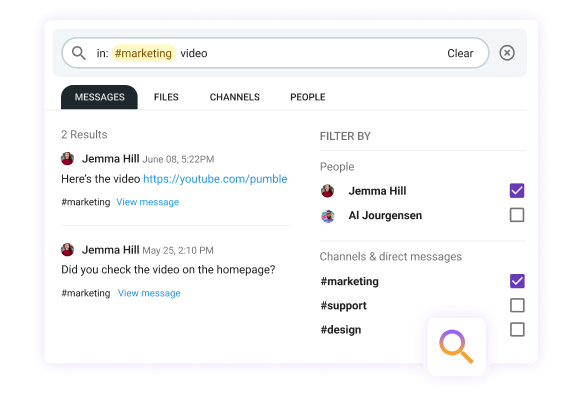 in: #marketing video Clear
MESSAGES FILES CHANNELS PEOPLE
2 Results
Jemma Hill June 08, 5:22PM
Here's the video https://youtube.com/pumble
#marketing View message
Jemma Hill May 25, 2:10 PM
Did you check the video on the homepage?
#marketing View message
FILTER BY
People
Jemma Hill
Al Jourgensen
Channels & direct messages
#marketing
#support
#design